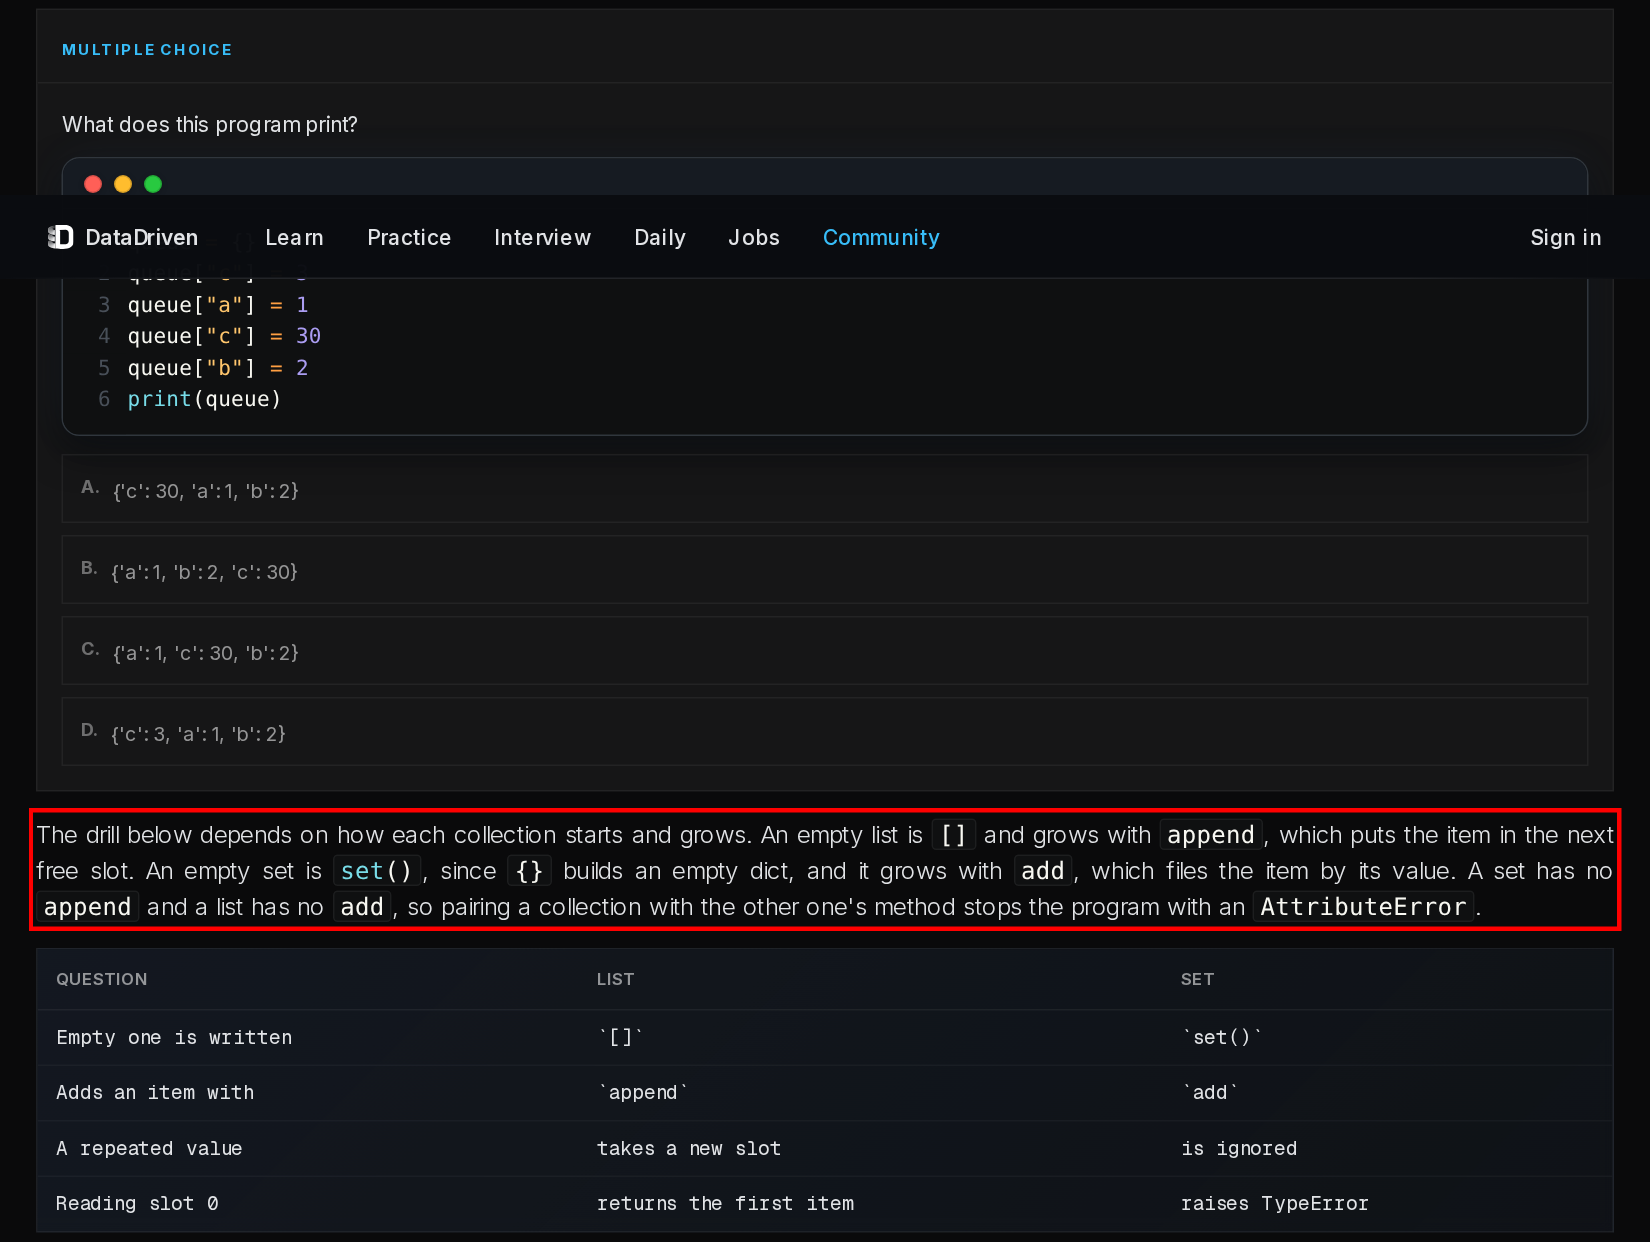 MULTIPLE CHOICE
What does this program print?
DataDriven Learn Practice Interview Daily Jobs Community Sign in
3 queue["a"] = 1
4 queue["c"] = 30
5 queue["b"] = 2
6 print(queue)
A. {'c': 30, 'a': 1, 'b': 2}
B. {'a': 1, 'b': 2, 'c': 30}
C. {'a': 1, 'c': 30, 'b': 2}
D. {'c': 3, 'a': 1, 'b': 2}
The drill below depends on how each collection starts and grows. An empty list is [] and grows with append, which puts the item in the next
free slot. An empty set is set(), since {} builds an empty dict, and it grows with add, which files the item by its value. A set has no
append and a list has no add, so pairing a collection with the other one's method stops the program with an AttributeError.
QUESTION LIST SET
Empty one is written `[]` `set()`
Adds an item with `append` `add`
A repeated value takes a new slot is ignored
Reading slot 0 returns the first item raises TypeError